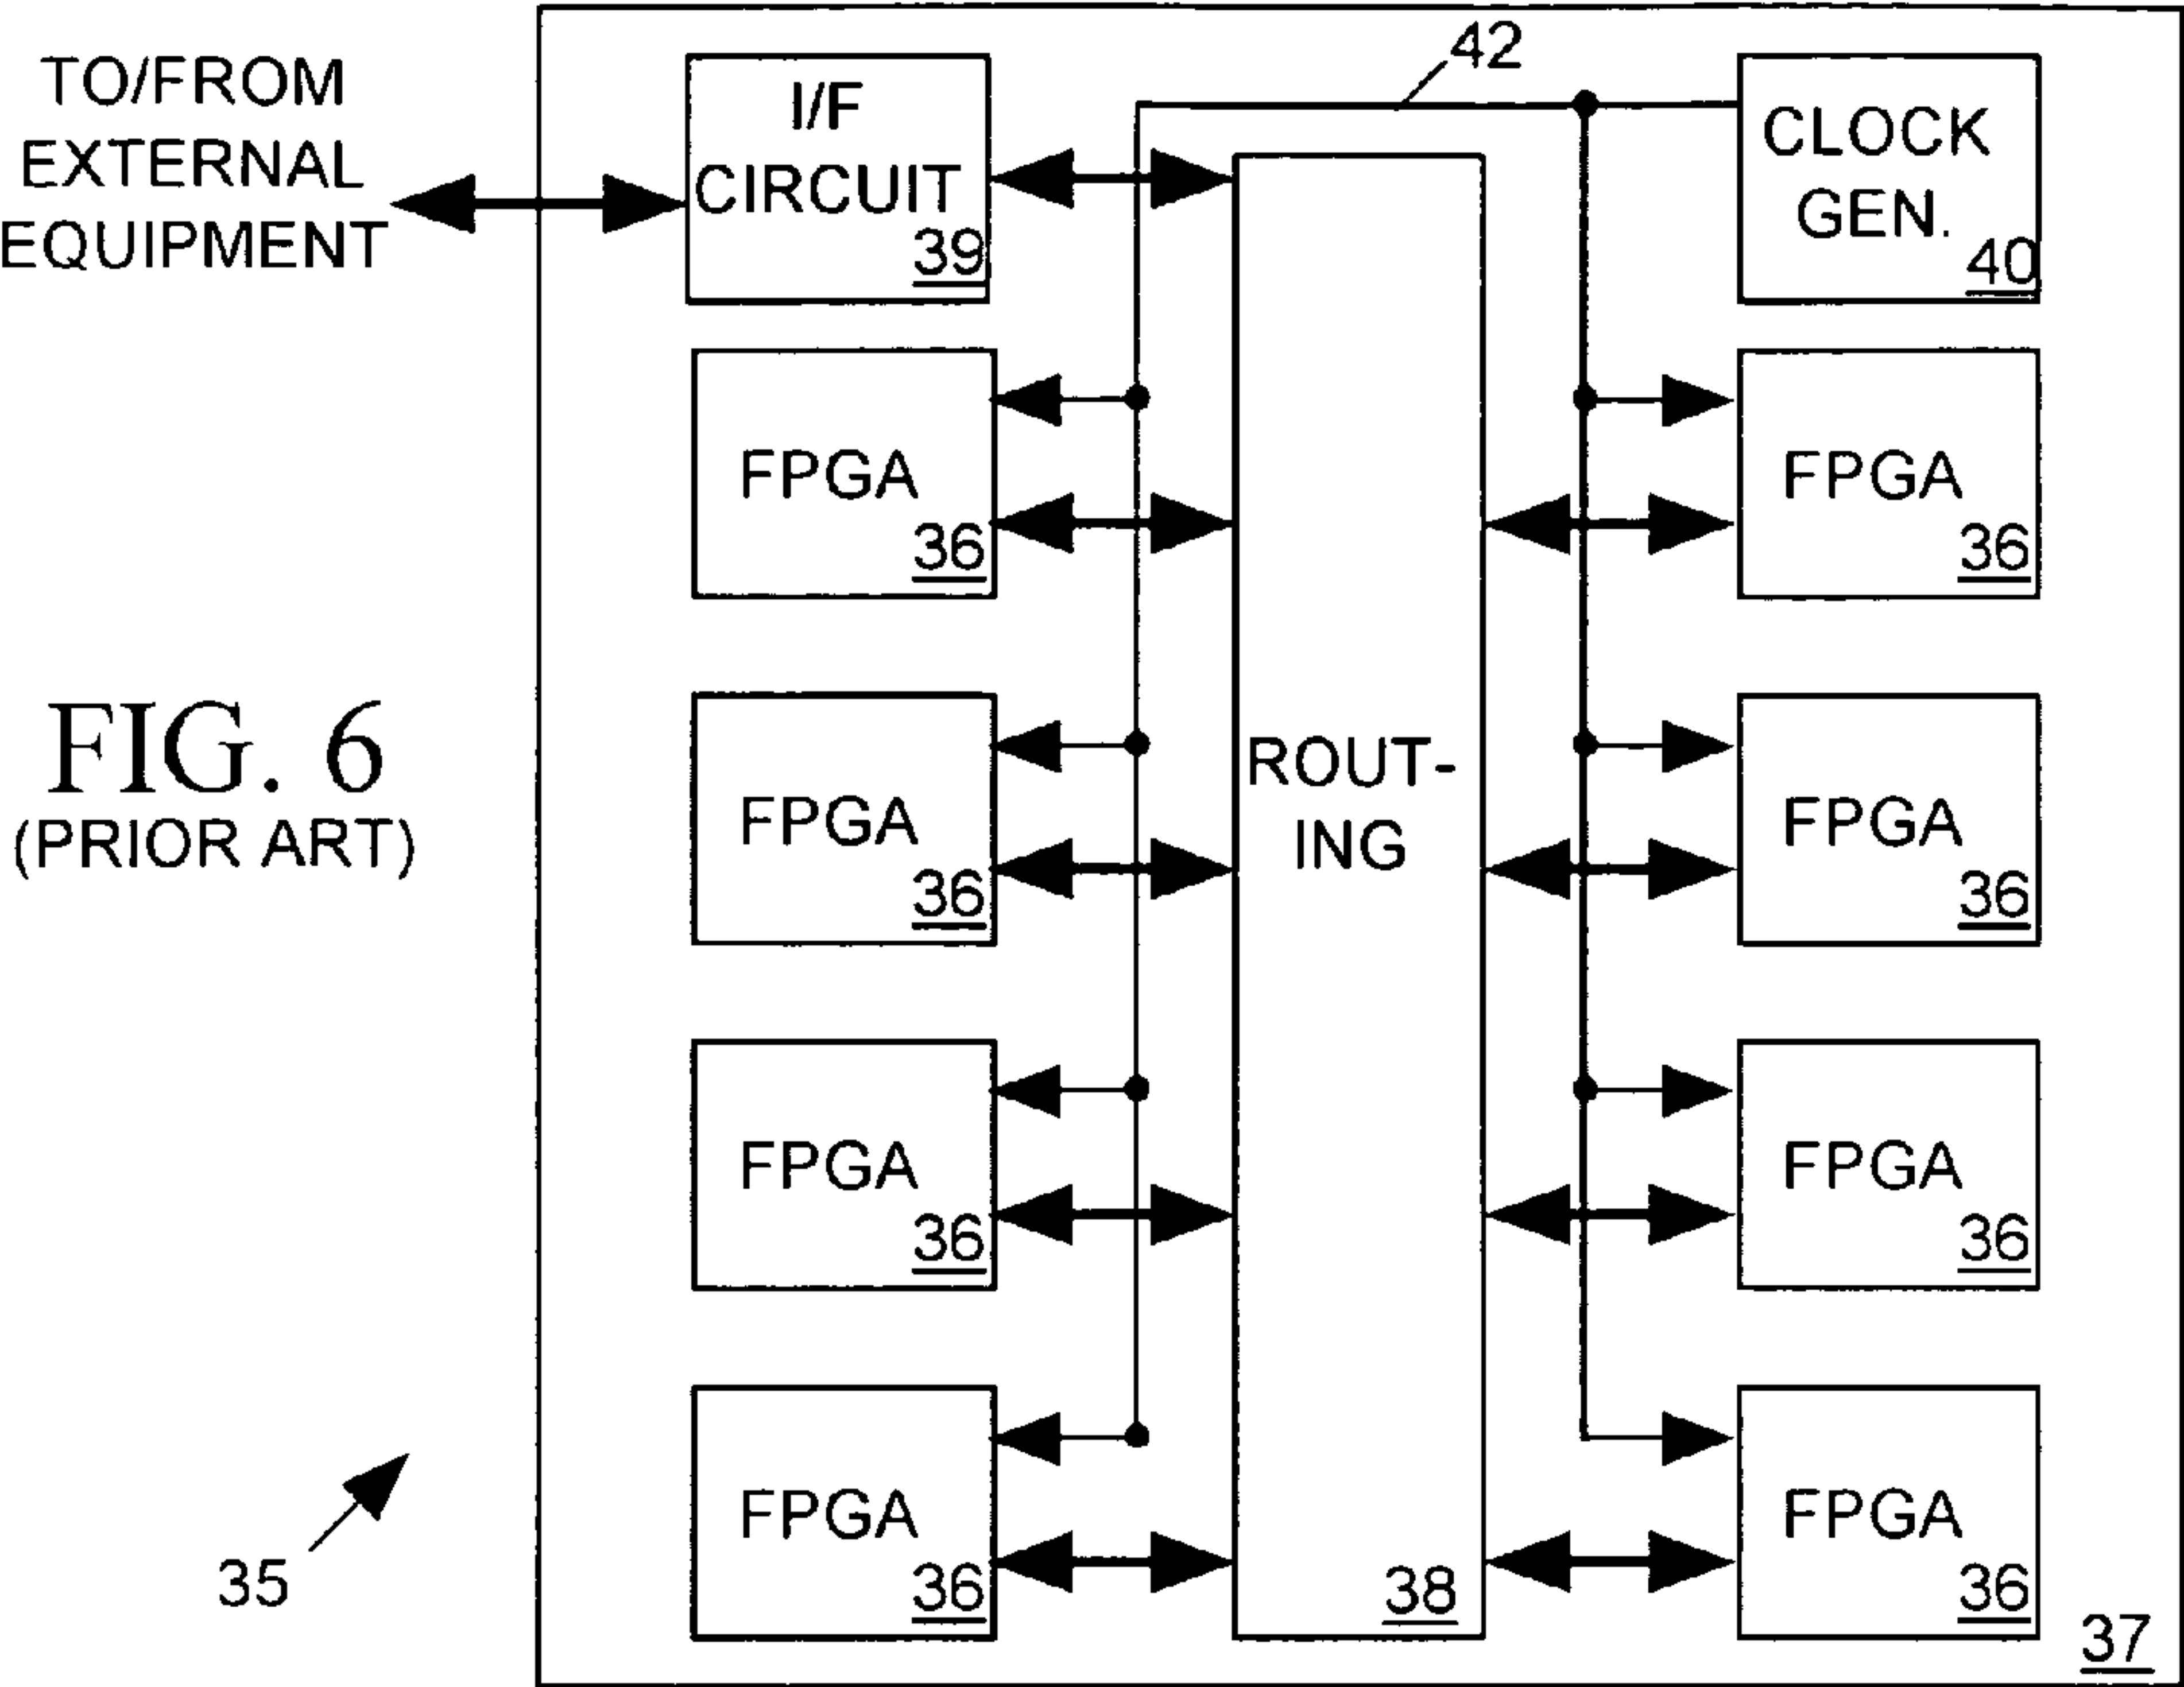 TO/FROM
EXTERNAL
EQUIPMENT
I/F
CIRCUIT
39
42
CLOCK
GEN.
40
FPGA
36
FPGA
36
FIG. 6
(PRIOR ART)
FPGA
36
ROUT-
ING
38
FPGA
36
FPGA
36
FPGA
36
FPGA
36
FPGA
36
35
37